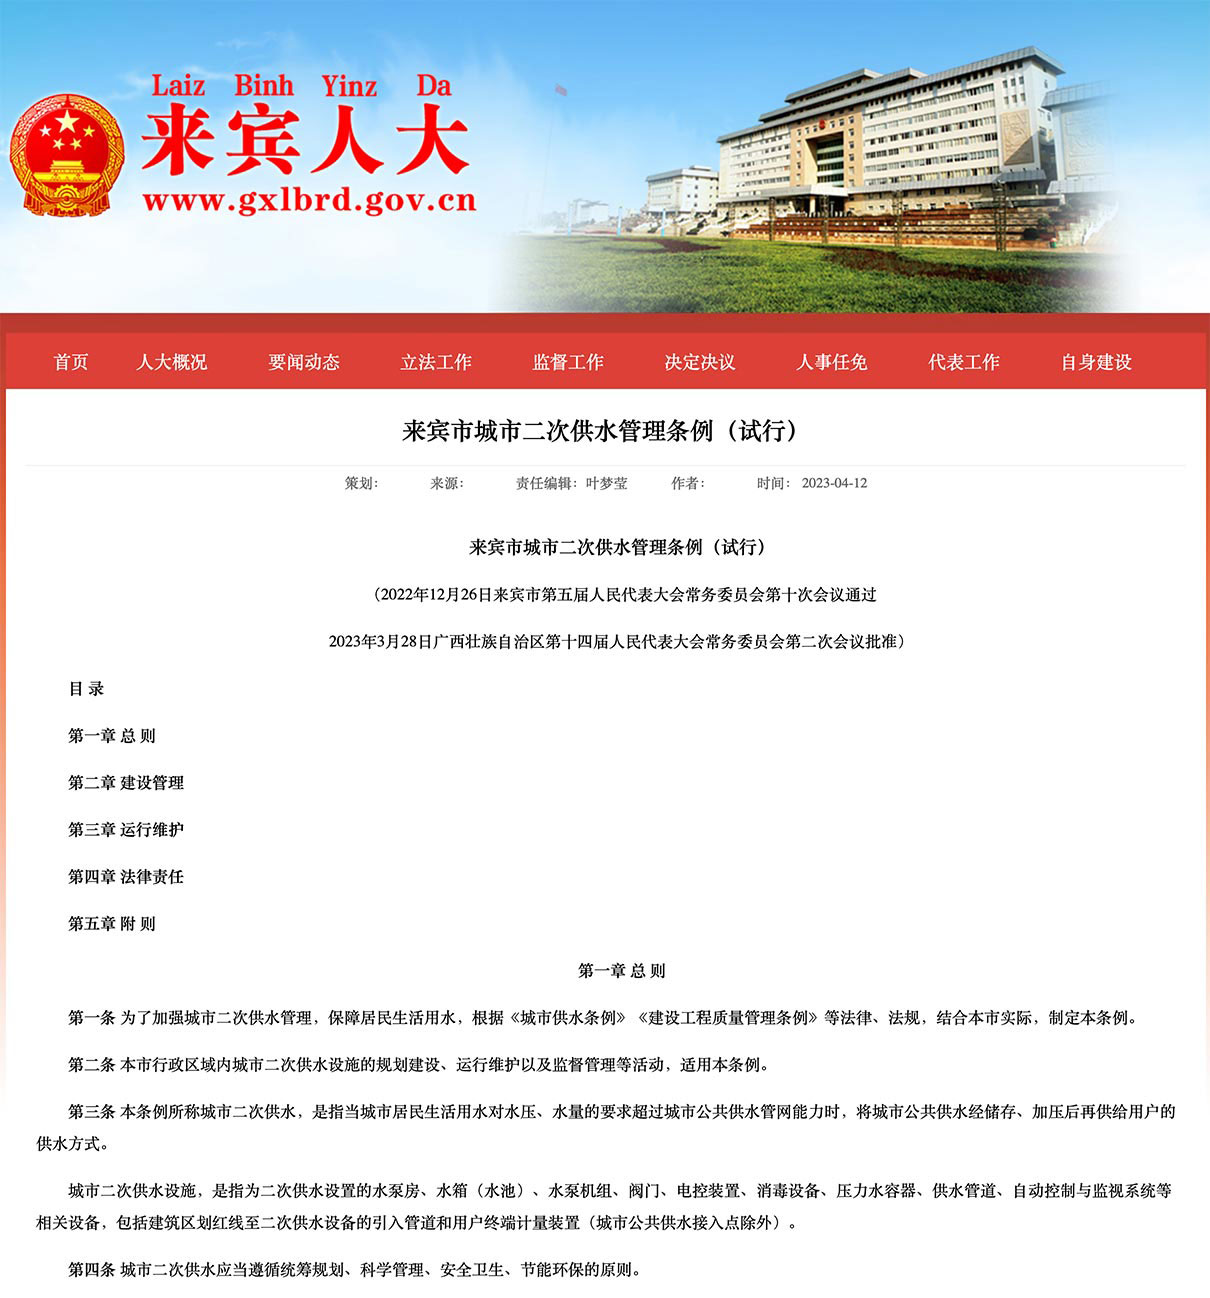 Laiz Binh Yinz Da
来宾人大
www.gxlbrd.gov.cn
首页 人大概况 要闻动态 立法工作 监督工作 决定决议 人事任免 代表工作 自身建设
来宾市城市二次供水管理条例（试行）
策划： 来源： 责任编辑：叶梦莹 作者： 时间： 2023-04-12
来宾市城市二次供水管理条例（试行）
（2022年12月26日来宾市第五届人民代表大会常务委员会第十次会议通过
2023年3月28日广西壮族自治区第十四届人民代表大会常务委员会第二次会议批准）
目 录
第一章 总 则
第二章 建设管理
第三章 运行维护
第四章 法律责任
第五章 附 则
第一章 总 则
第一条 为了加强城市二次供水管理，保障居民生活用水，根据《城市供水条例》《建设工程质量管理条例》等法律、法规，结合本市实际，制定本条例。
第二条 本市行政区域内城市二次供水设施的规划建设、运行维护以及监督管理等活动，适用本条例。
第三条 本条例所称城市二次供水，是指当城市居民生活用水对水压、水量的要求超过城市公共供水管网能力时，将城市公共供水经储存、加压后再供给用户的
供水方式。
城市二次供水设施，是指为二次供水设置的水泵房、水箱（水池）、水泵机组、阀门、电控装置、消毒设备、压力水容器、供水管道、自动控制与监视系统等
相关设备，包括建筑区划红线至二次供水设备的引入管道和用户终端计量装置（城市公共供水接入点除外）。
第四条 城市二次供水应当遵循统筹规划、科学管理、安全卫生、节能环保的原则。